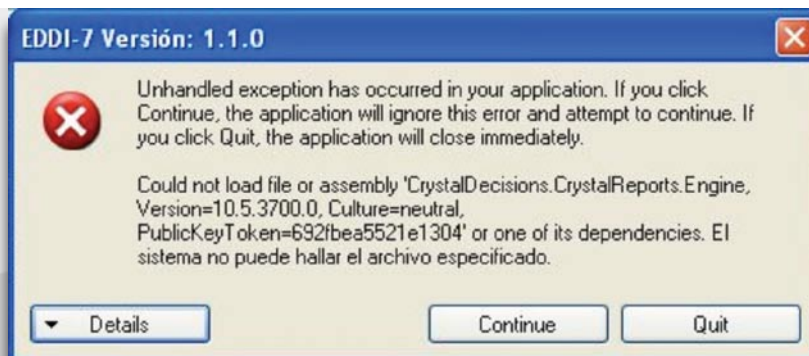 EDDI-7 Versión: 1.1.0
Unhandled exception has occurred in your application. If you click
Continue, the application will ignore this error and attempt to continue. If
you click Quit, the application will close immediately.
Could not load file or assembly 'CrystalDecisions.CrystalReports.Engine,
Version=10.5.3700.0, Culture=neutral,
PublicKeyToken=692fbea5521e1304' or one of its dependencies. El
sistema no puede hallar el archivo especificado.
Details
Continue
Quit